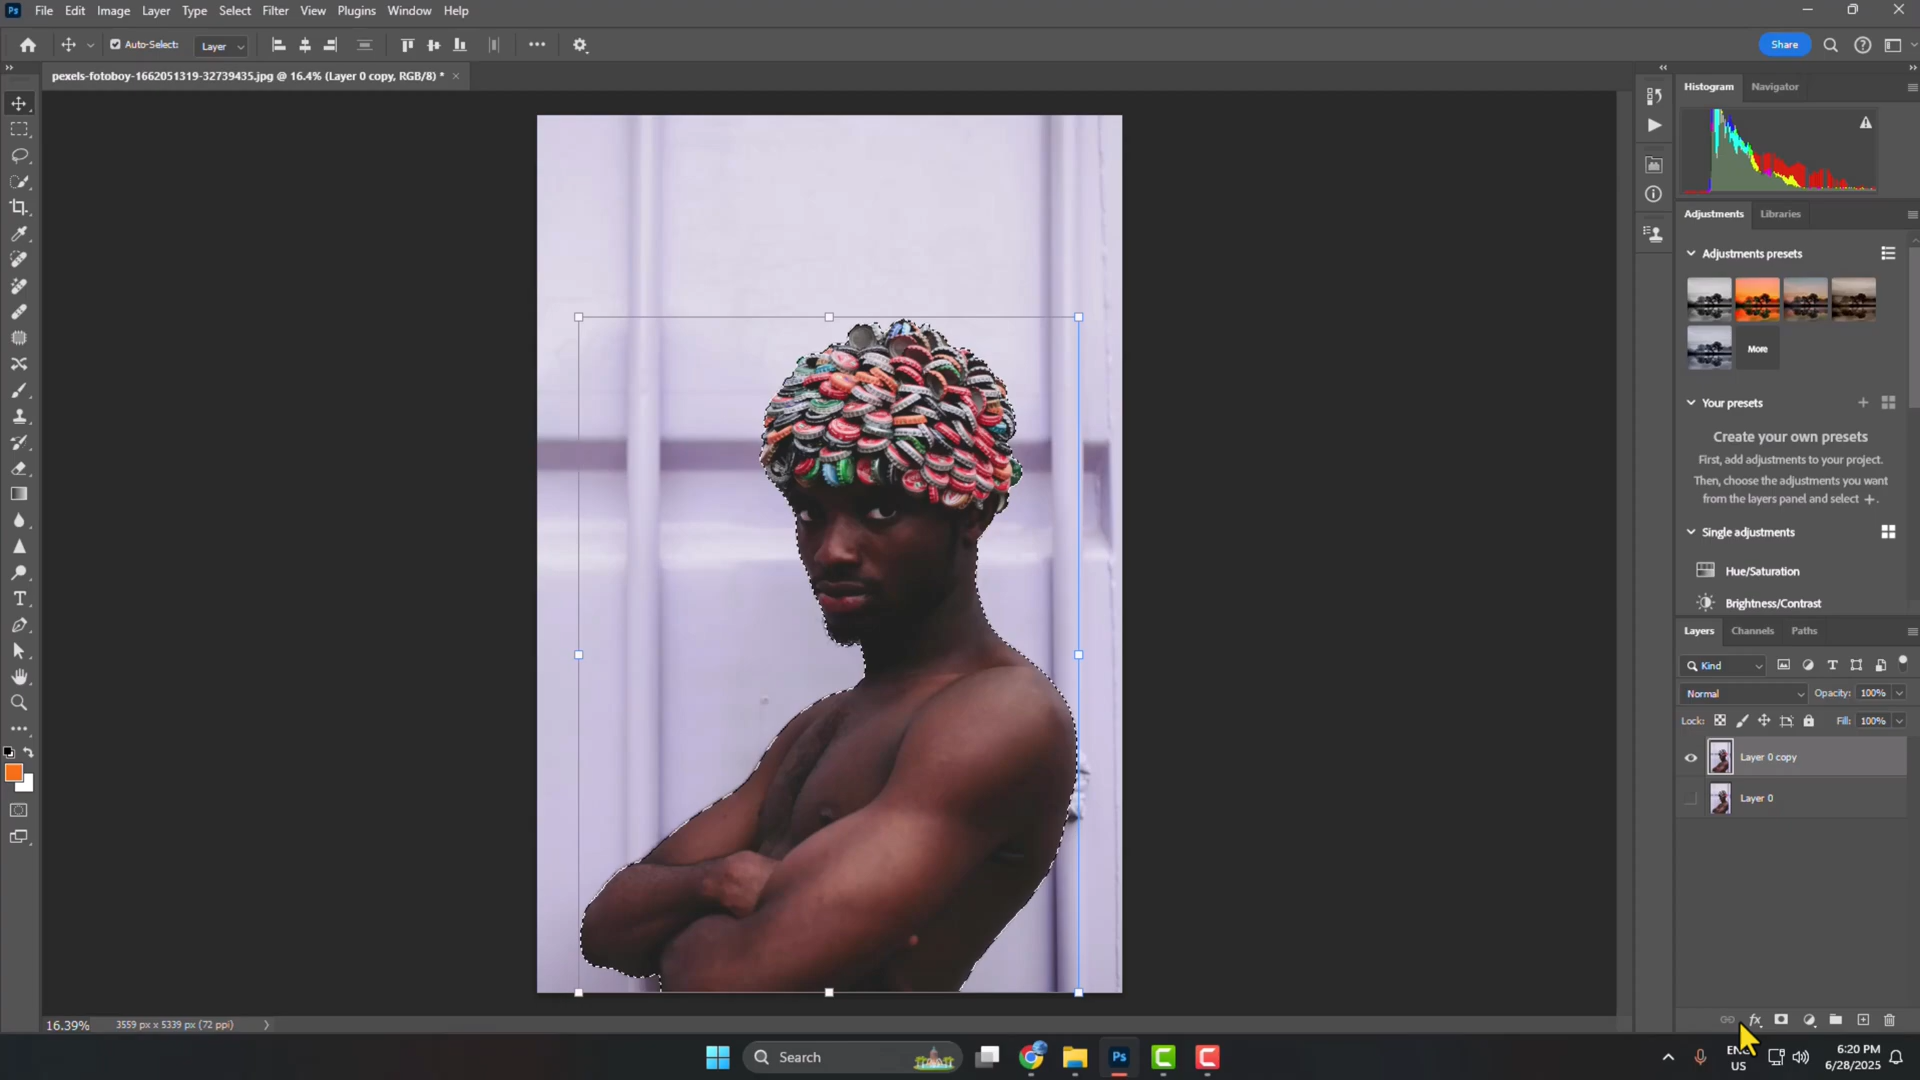 Ps File Edit Image Layer Type Select Filter View Plugins Window Help
Auto-Select: Layer Share
pexels-fotoboy-1662051319-32739435.jpg @ 16.4% (Layer 0 copy, RGB/8) *
Histogram Navigator
Adjustments Libraries
Adjustments presets
More
Your presets
Create your own presets
First, add adjustments to your project.
Then, choose the adjustments you want
from the layers panel and select + .
Single adjustments
Hue/Saturation
Brightness/Contrast
Layers Channels Paths
Kind
Normal Opacity: 100%
Lock: Fill: 100%
Layer 0 copy
Layer 0
fx
16.39% 3559 px x 5339 px (72 ppi)
Search
Ps
US
6:20 PM
6/28/2025